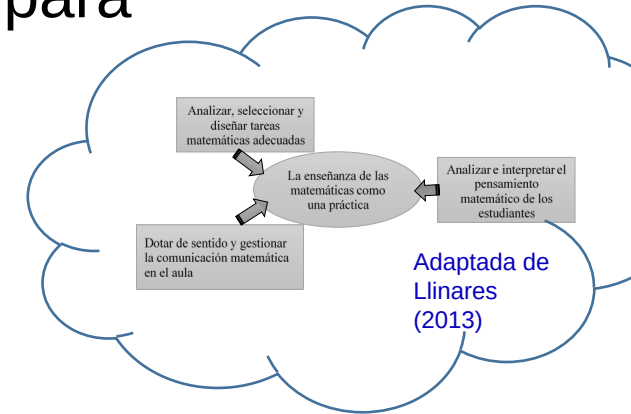 para
Analizar, seleccionar y
diseñar tareas
matemáticas adecuadas
La enseñanza de las
matemáticas como
una práctica
Analizar e interpretar el
pensamiento
matemático de los
estudiantes
Dotar de sentido y gestionar
la comunicación matemática
en el aula
Adaptada de
Llinares
(2013)